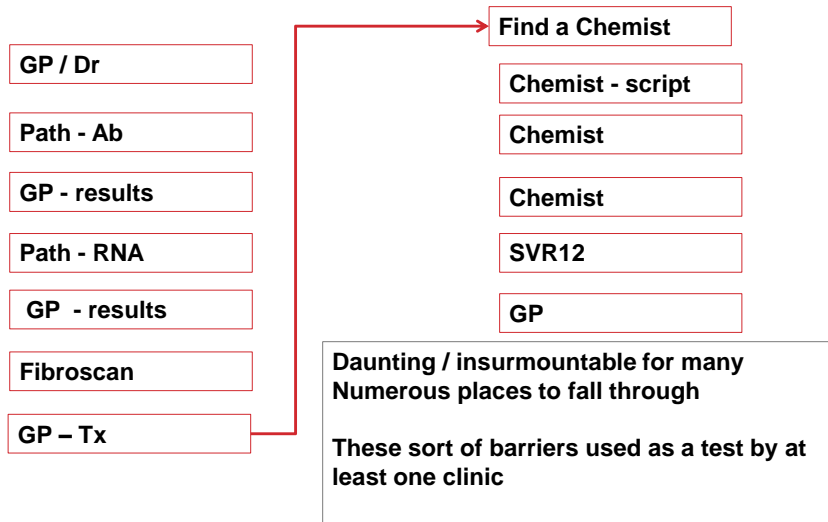 GP / Dr
Path - Ab
GP - results
Path - RNA
GP - results
Fibroscan
GP – Tx
Find a Chemist
Chemist - script
Chemist
Chemist
SVR12
GP
Daunting / insurmountable for many
Numerous places to fall through
These sort of barriers used as a test by at
least one clinic